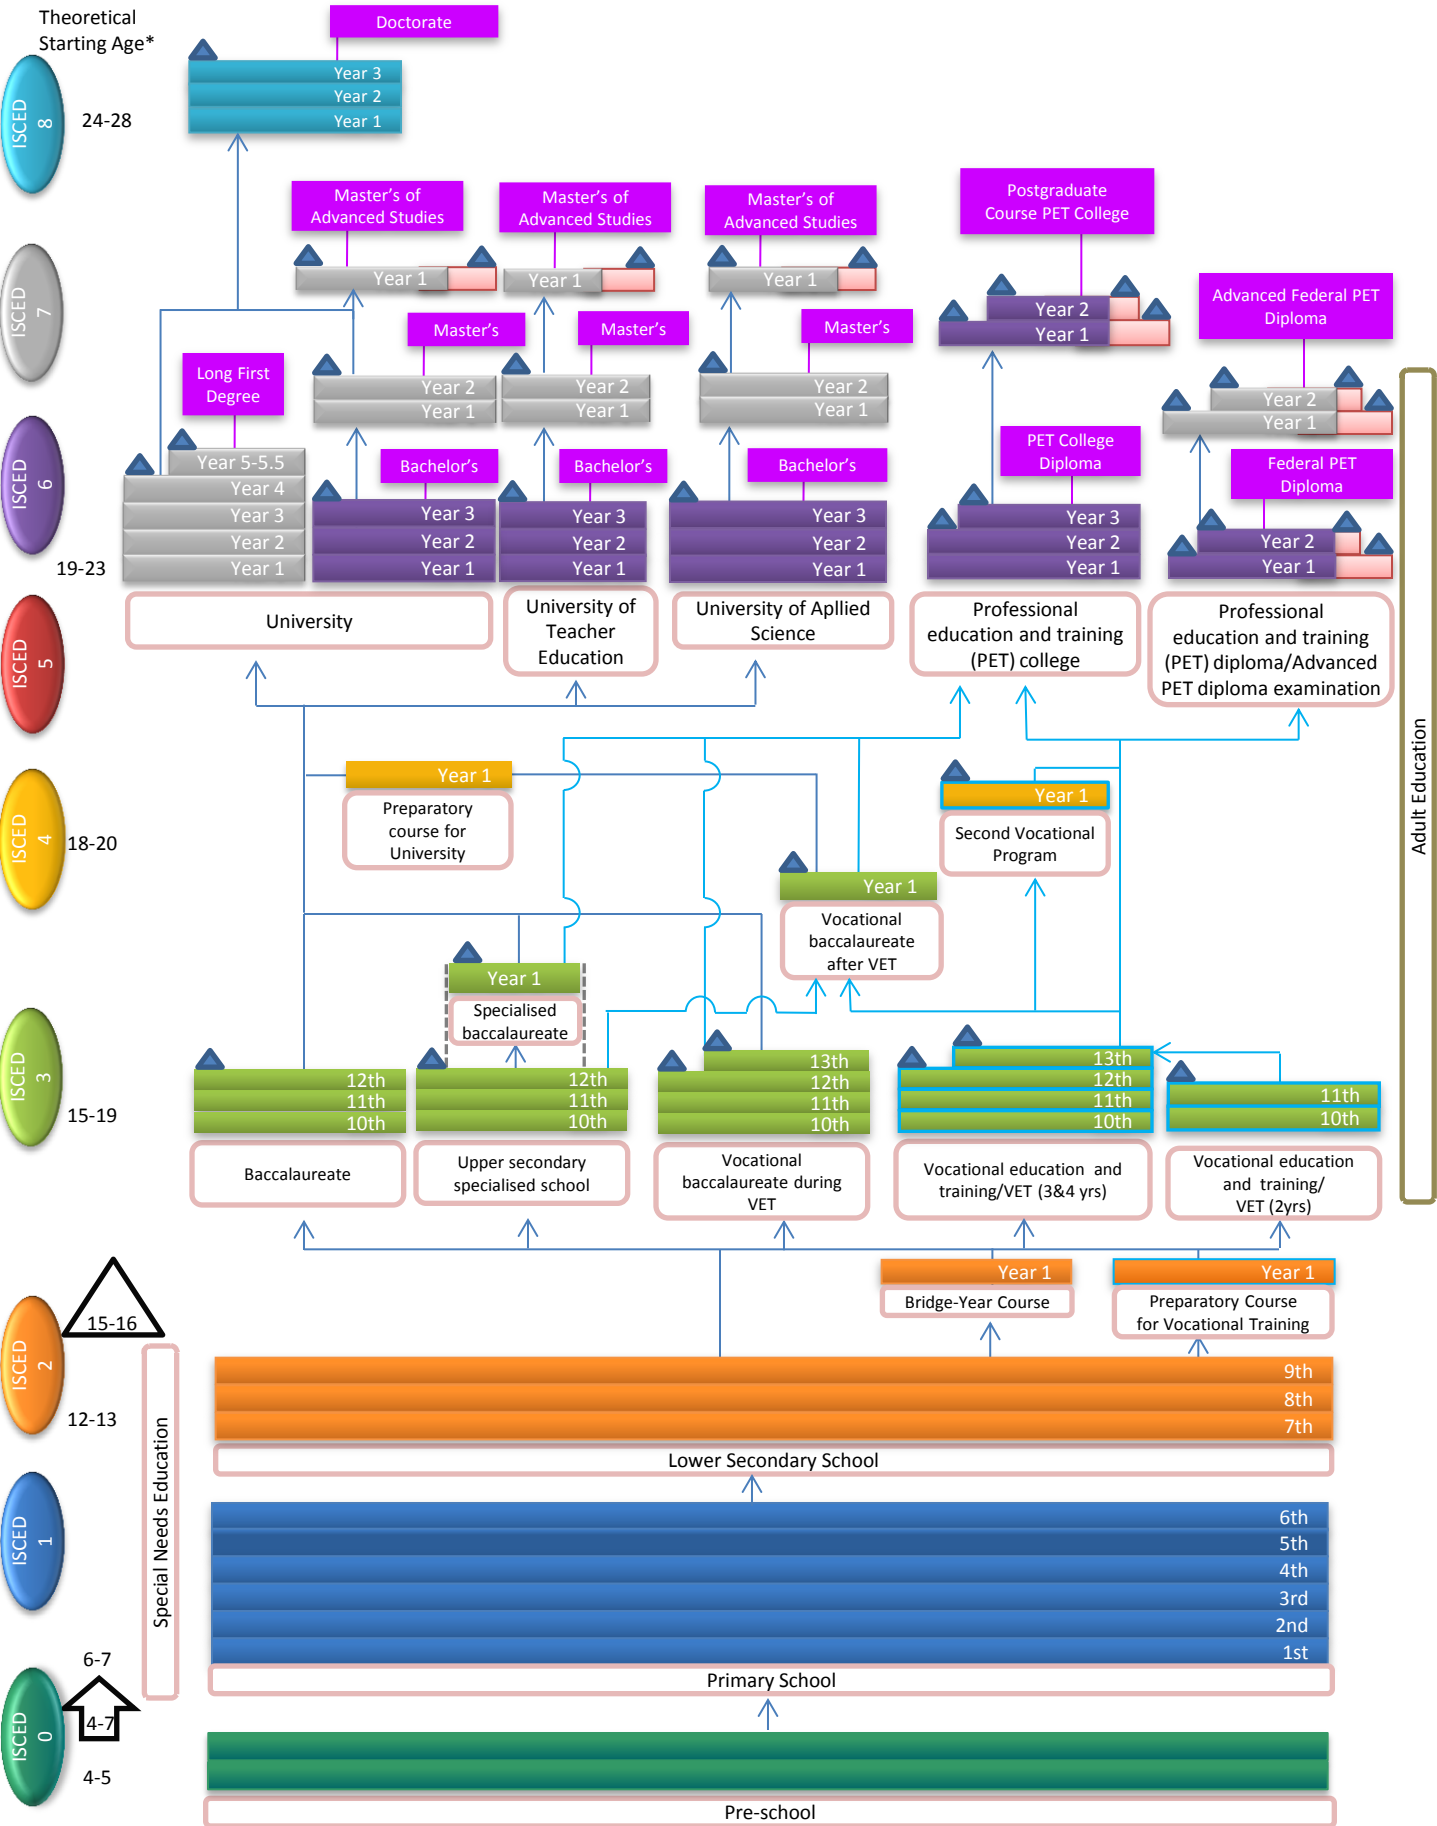 Theoretical
Starting Age*
Doctorate
Year 3
Year 2
Year 1
ISCED
8
24-28
Master's of
Advanced Studies
Year 1
Master's of
Advanced Studies
Year 1
Master's of
Advanced Studies
Year 1
Postgraduate
Course PET College
Year 2
Year 1
Advanced Federal PET
Diploma
Year 2
Year 1
ISCED
7
Long First
Degree
Master's
Year 2
Year 1
Master's
Year 2
Year 1
Master's
Year 2
Year 1
ISCED
6
19-23
Year 5-5.5
Year 4
Year 3
Year 2
Year 1
Bachelor's
Year 3
Year 2
Year 1
Bachelor's
Year 3
Year 2
Year 1
Bachelor's
Year 3
Year 2
Year 1
PET College
Diploma
Year 3
Year 2
Year 1
Federal PET
Diploma
Year 2
Year 1
University
University of
Teacher
Education
University of Apllied
Science
Professional
education and training
(PET) college
Professional
education and training
(PET) diploma/Advanced
PET diploma examination
ISCED
5
Adult Education
ISCED
4
18-20
Year 1
Preparatory
course for
University
Year 1
Second Vocational
Program
Year 1
Vocational
baccalaureate
after VET
Year 1
Specialised
baccalaureate
ISCED
3
15-19
12th
11th
10th
Baccalaureate
12th
11th
10th
Upper secondary
specialised school
13th
12th
11th
10th
Vocational
baccalaureate during
VET
13th
12th
11th
10th
Vocational education and
training/VET (3&4 yrs)
11th
10th
Vocational education
and training/
VET (2yrs)
Year 1
Bridge-Year Course
Year 1
Preparatory Course
for Vocational Training
15-16
ISCED
2
12-13
9th
8th
7th
Lower Secondary School
Special Needs Education
ISCED
1
6th
5th
4th
3rd
2nd
1st
Primary School
6-7
4-7
ISCED
0
4-5
Pre-school